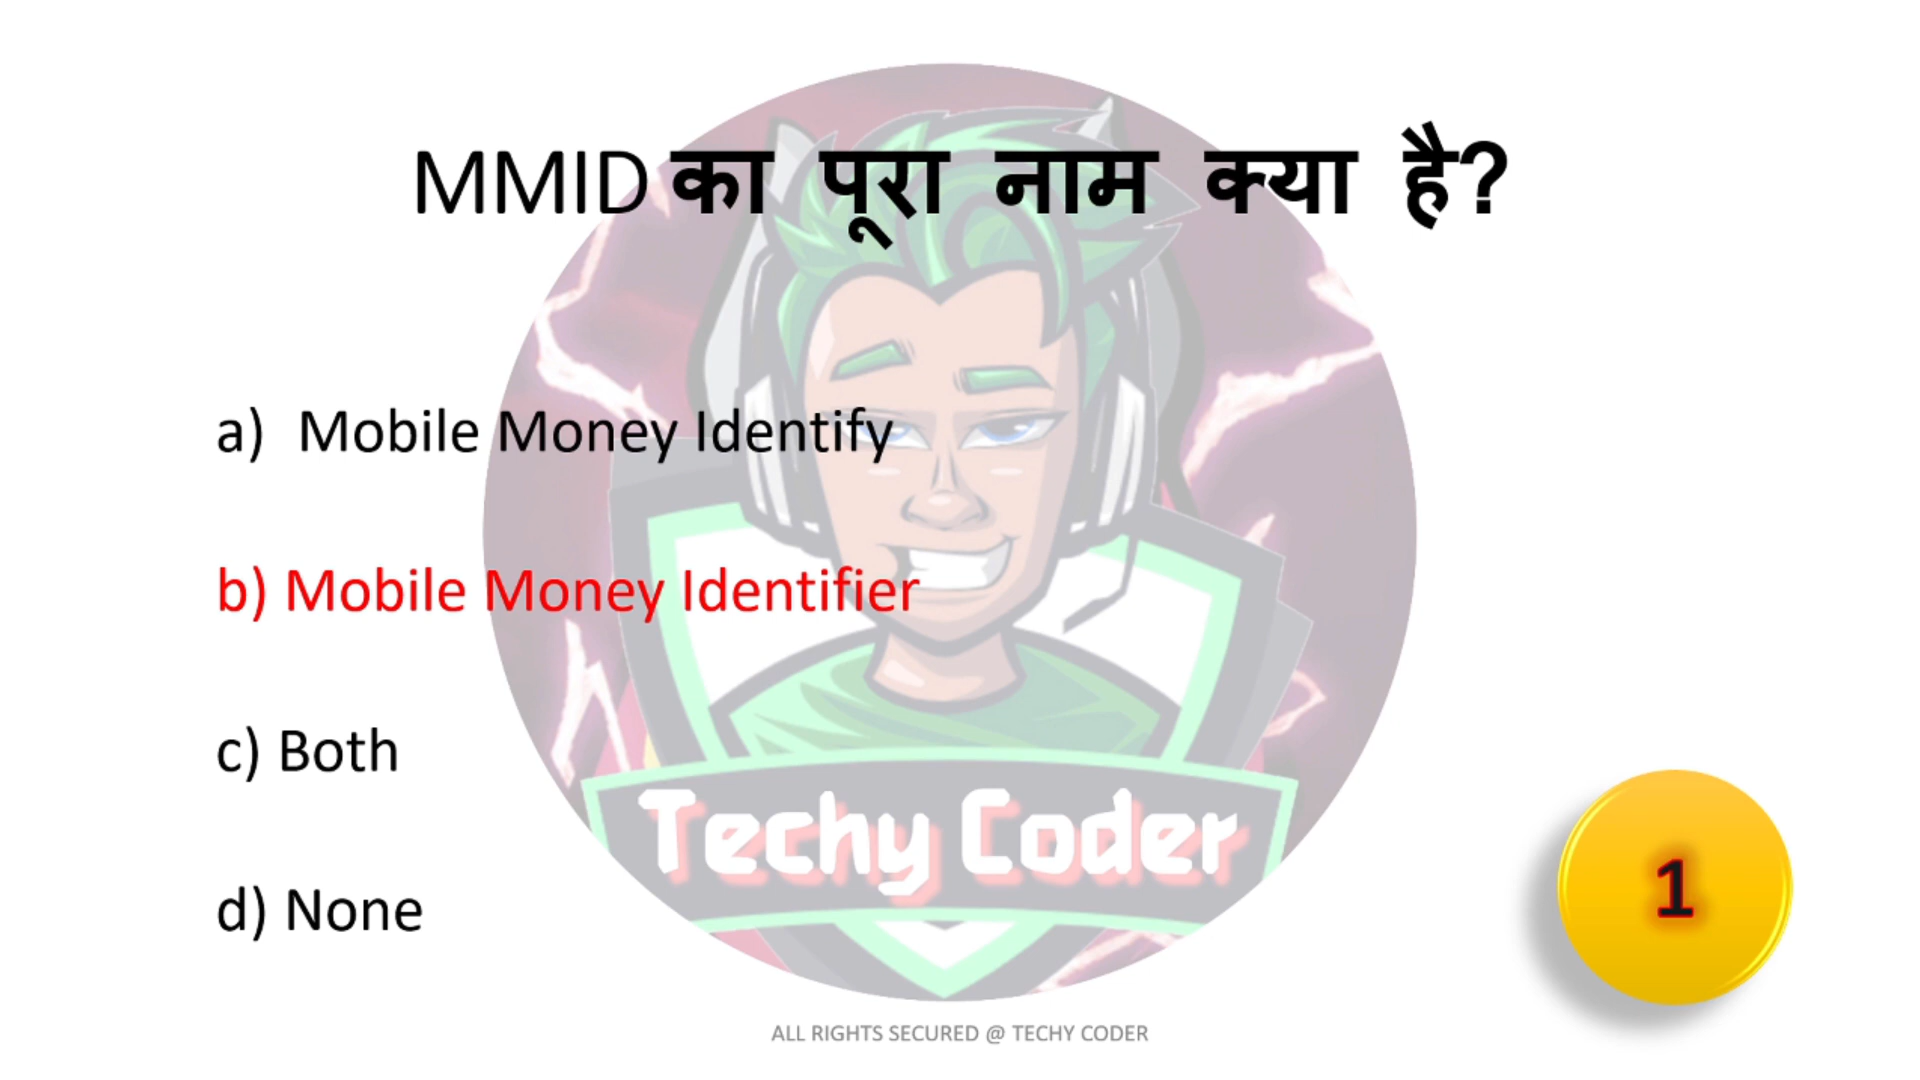 MMID का पूरा नाम क्या है?
a) Mobile Money Identify
b) Mobile Money Identifier
c) Both
d) None
Techy Coder
1
ALL RIGHTS SECURED @ TECHY CODER